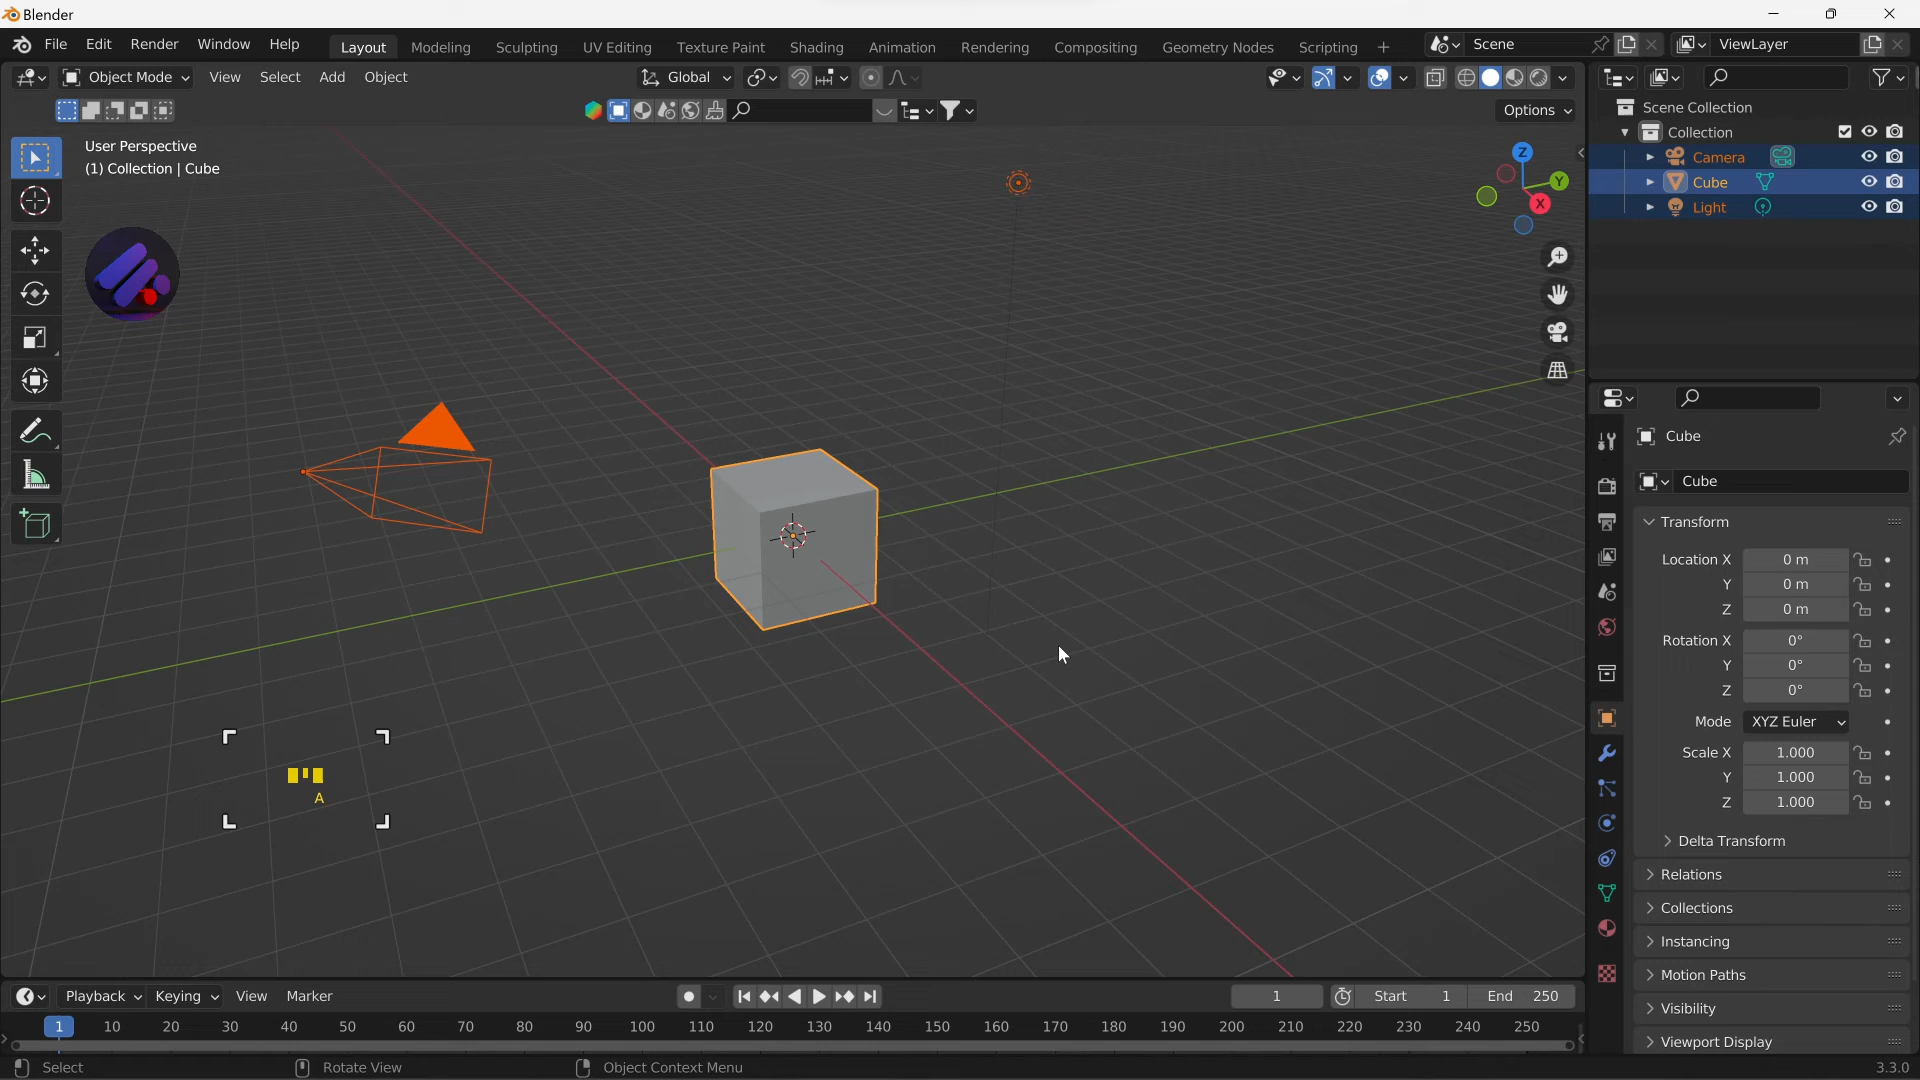 Blender
File Edit Render Window Help Layout Modeling Sculpting UV Editing Texture Paint Shading Animation Rendering Compositing Geometry Nodes Scripting + Scene ViewLayer
Object Mode View Select Add Object Global
Options
User Perspective
(1) Collection | Cube
Z
Y
X
A
Scene Collection
Collection
Camera
Cube
Light
Cube
Cube
Transform
Location X 0 m
Y 0 m
Z 0 m
Rotation X 0°
Y 0°
Z 0°
Mode XYZ Euler
Scale X 1.000
Y 1.000
Z 1.000
Delta Transform
Relations
Collections
Instancing
Motion Paths
Visibility
Viewport Display
Playback Keying View Marker 1 Start 1 End 250
1 10 20 30 40 50 60 70 80 90 100 110 120 130 140 150 160 170 180 190 200 210 220 230 240 250
Select Rotate View Object Context Menu 3.3.0